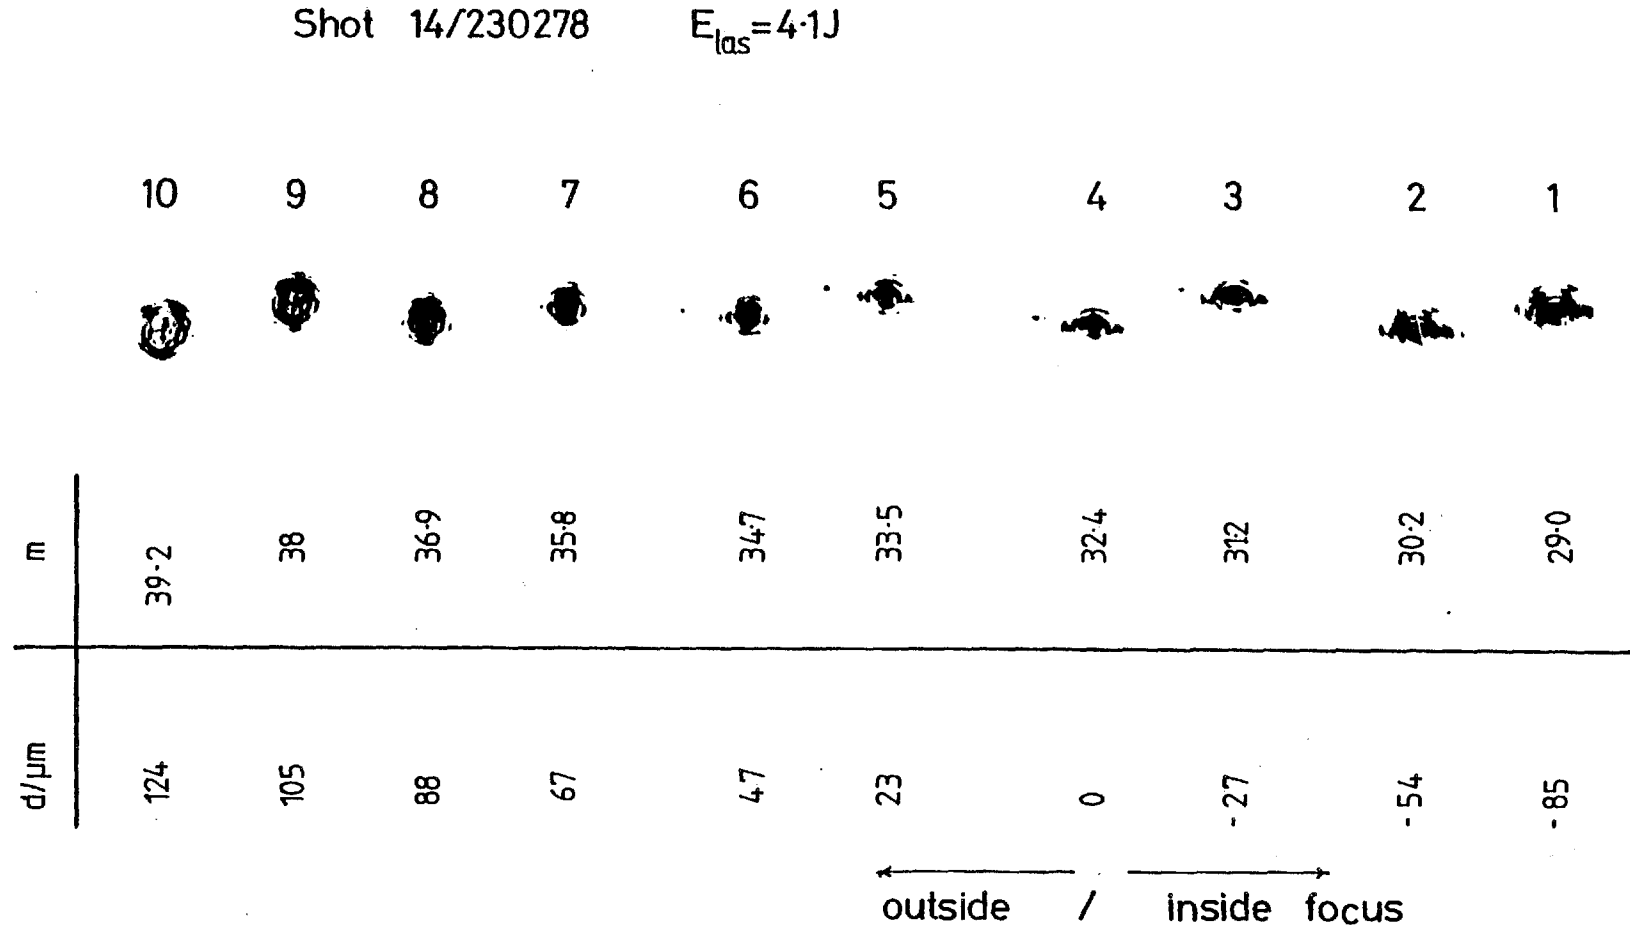 Shot 14/230278 E_las=4·1J
10 9 8 7 6 5 4 3 2 1
m 39·2 38 36·9 35·8 34·7 33·5 32·4 31·2 30·2 29·0
d/µm 124 105 88 67 47 23 0 -27 -54 -85
outside / inside focus